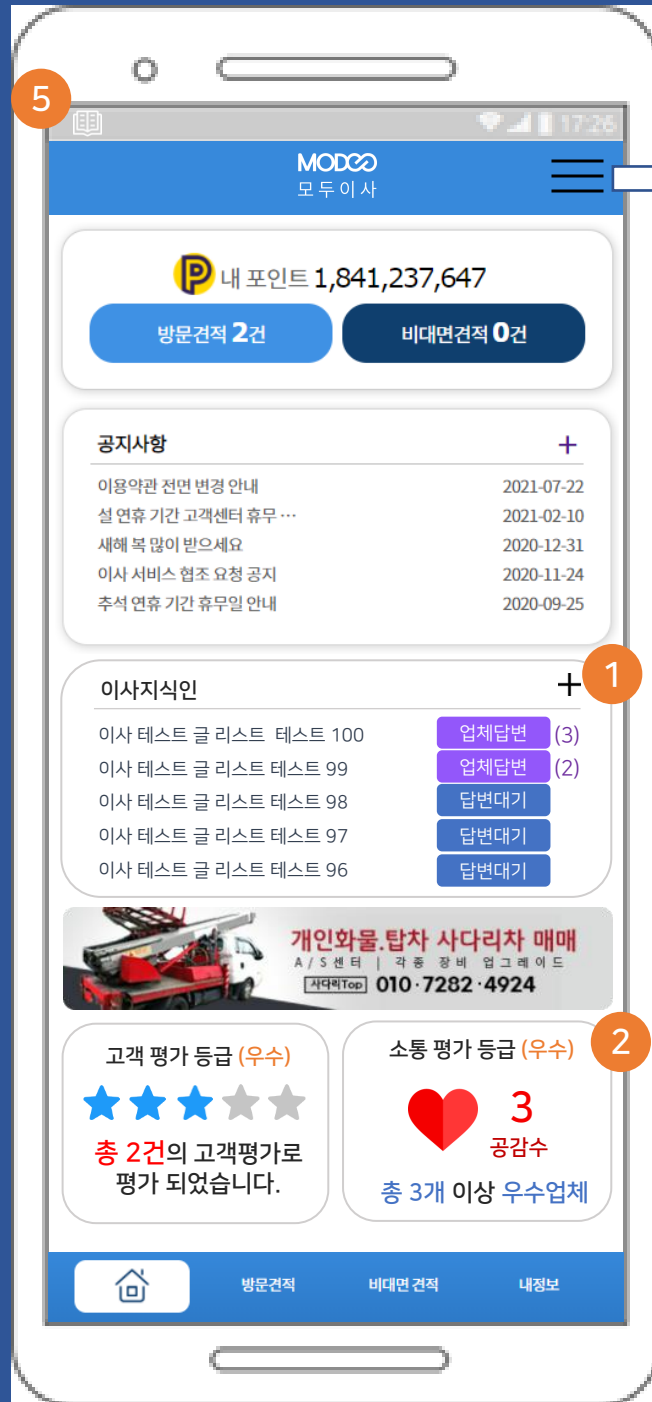 5
17:26
MODOO
모두이사
P 내 포인트 1,841,237,647
방문견적 2건
비대면견적 0건
공지사항 +
이용약관 전면 변경 안내 2021-07-22
설 연휴 기간 고객센터 휴무 … 2021-02-10
새해 복 많이 받으세요 2020-12-31
이사 서비스 협조 요청 공지 2020-11-24
추석 연휴 기간 휴무일 안내 2020-09-25
1
이사지식인 +
이사 테스트 글 리스트 테스트 100 업체답변 (3)
이사 테스트 글 리스트 테스트 99 업체답변 (2)
이사 테스트 글 리스트 테스트 98 답변대기
이사 테스트 글 리스트 테스트 97 답변대기
이사 테스트 글 리스트 테스트 96 답변대기
개인화물.탑차 사다리차 매매
A/S센터 | 각종 장비 업그레이드
사다리Top 010·7282·4924
고객 평가 등급 (우수)
총 2건의 고객평가로
평가 되었습니다.
2
소통 평가 등급 (우수)
3
공감수
총 3개 이상 우수업체
방문견적
비대면 견적
내정보